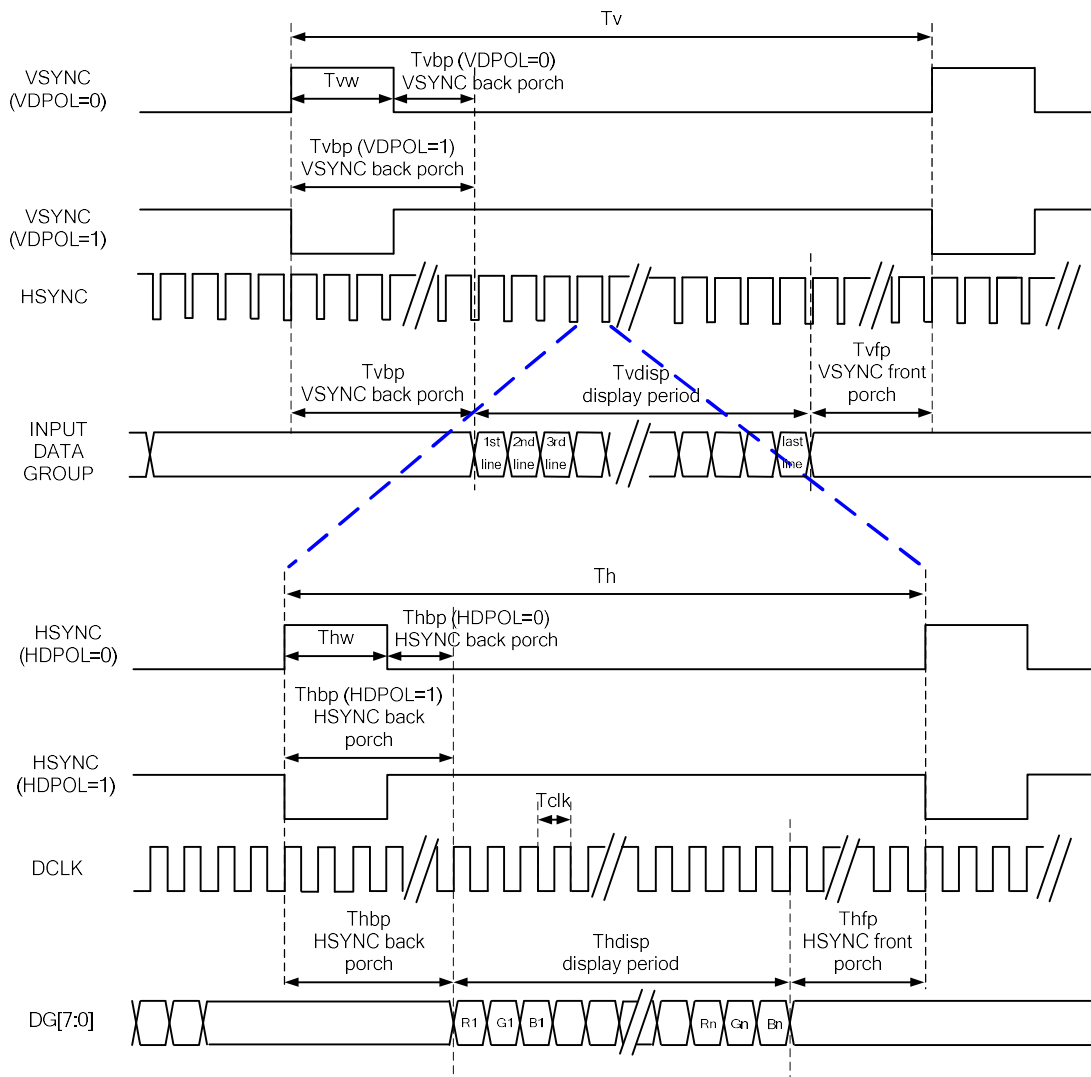 Tv
VSYNC
(VDPOL=0)
Tvw
Tvbp (VDPOL=0)
VSYNC back porch
Tvbp (VDPOL=1)
VSYNC back porch
VSYNC
(VDPOL=1)
HSYNC
Tvbp
VSYNC back porch
Tvdisp
display period
Tvfp
VSYNC front
porch
INPUT
DATA
GROUP
1st
line
2nd
line
3rd
line
last
line
Th
HSYNC
(HDPOL=0)
Thw
Thbp (HDPOL=0)
HSYNC back porch
Thbp (HDPOL=1)
HSYNC back
porch
HSYNC
(HDPOL=1)
Tclk
DCLK
Thbp
HSYNC back
porch
Thdisp
display period
Thfp
HSYNC front
porch
DG[7:0]
R1
G1
B1
Rn
Gn
Bn